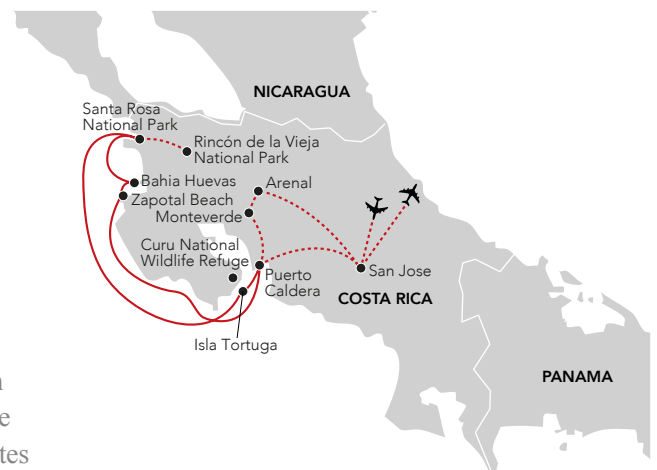 NICARAGUA
Santa Rosa
National Park
Rincón de la Vieja
National Park
Bahia Huevas
Arenal
Zapotal Beach
Monteverde
Curu National
Wildlife Refuge
Puerto
Caldera
San Jose
COSTA RICA
Isla Tortuga
PANAMA